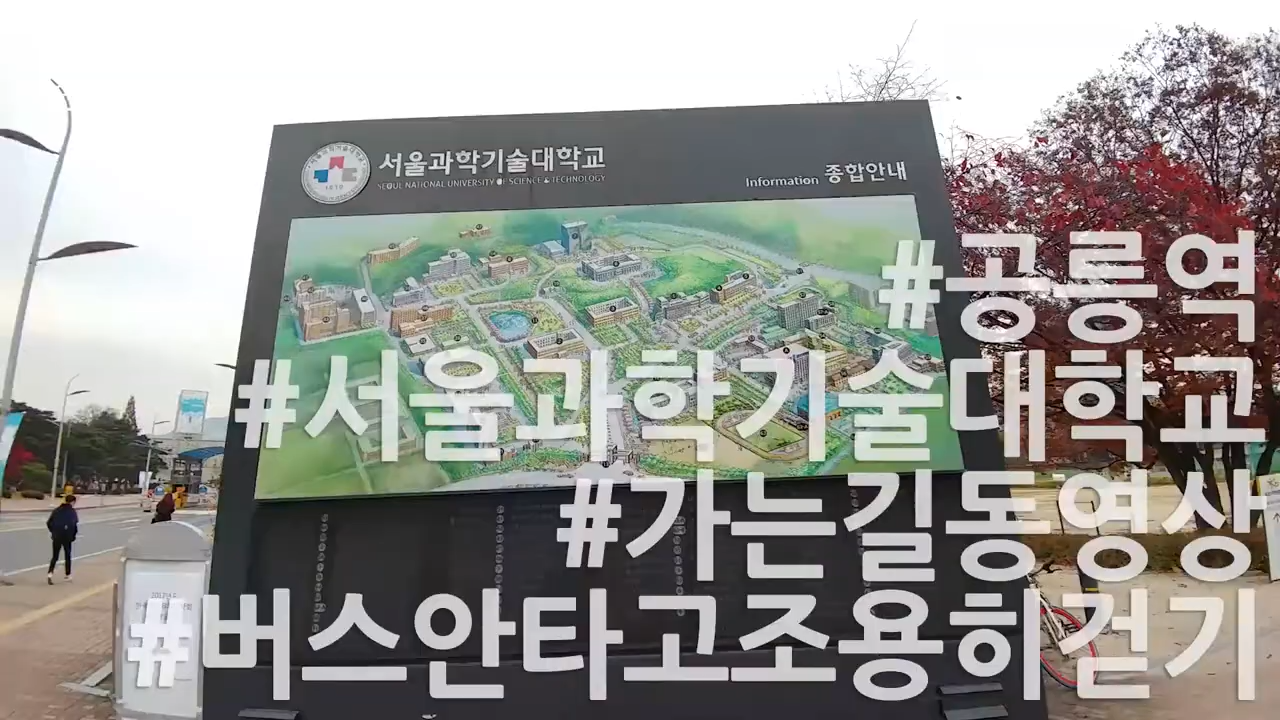 서울과학기술대학교
SEOUL NATIONAL UNIVERSITY OF SCIENCE & TECHNOLOGY
Information 종합안내
#공릉역
#서울과학기술대학교
#가는길동영상
#버스안타고조용히걷기